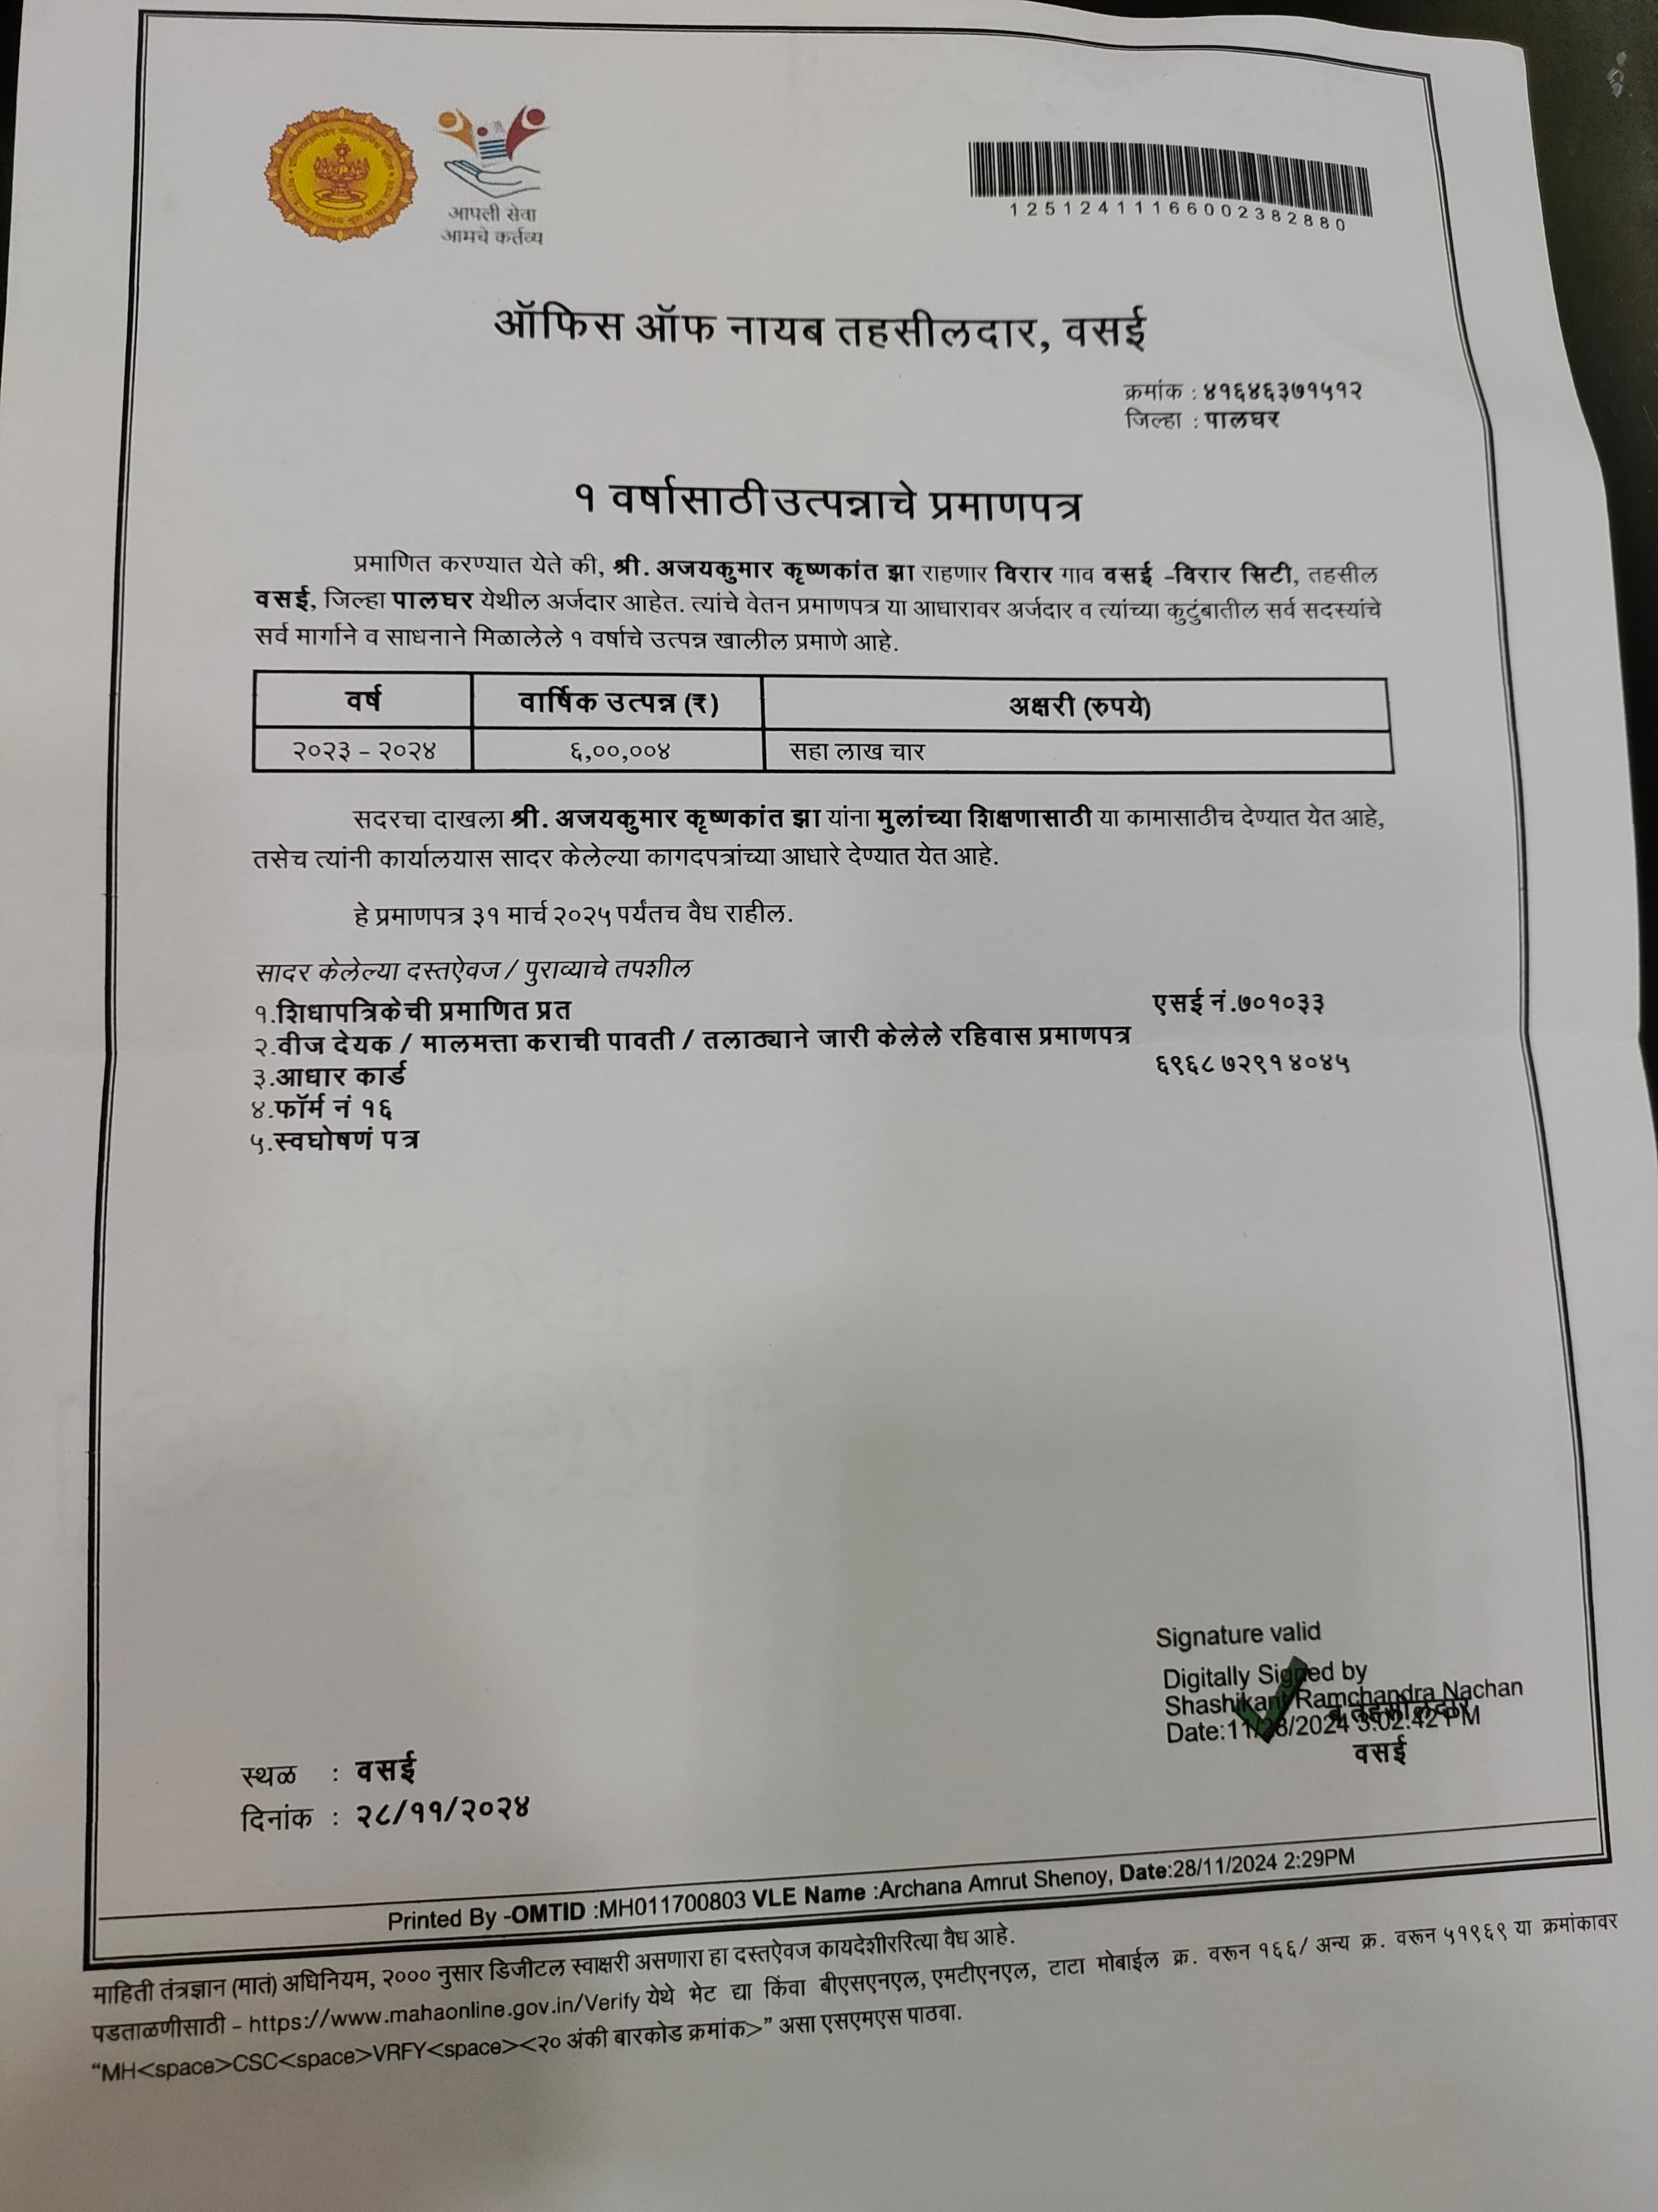 आपली सेवा
आमचे कर्तव्य
12512411166002382880
ऑफिस ऑफ नायब तहसीलदार, वसई
क्रमांक : ४१६४६३७१५१२
जिल्हा : पालघर
१ वर्षासाठी उत्पन्नाचे प्रमाणपत्र
प्रमाणित करण्यात येते की, श्री. अजयकुमार कृष्णकांत झा राहणार विरार गाव वसई -विरार सिटी, तहसील
वसई, जिल्हा पालघर येथील अर्जदार आहेत. त्यांचे वेतन प्रमाणपत्र या आधारावर अर्जदार व त्यांच्या कुटुंबातील सर्व सदस्यांचे
सर्व मार्गाने व साधनाने मिळालेले १ वर्षाचे उत्पन्न खालील प्रमाणे आहे.
वर्ष वार्षिक उत्पन्न (₹) अक्षरी (रुपये)
२०२३ - २०२४ ६,००,००४ सहा लाख चार
सदरचा दाखला श्री. अजयकुमार कृष्णकांत झा यांना मुलांच्या शिक्षणासाठी या कामासाठीच देण्यात येत आहे,
तसेच त्यांनी कार्यालयास सादर केलेल्या कागदपत्रांच्या आधारे देण्यात येत आहे.
हे प्रमाणपत्र ३१ मार्च २०२५ पर्यंतच वैध राहील.
सादर केलेल्या दस्तऐवज / पुराव्याचे तपशील
१.शिधापत्रिकेची प्रमाणित प्रत एसई नं.७०१०३३
२.वीज देयक / मालमत्ता कराची पावती / तलाठ्याने जारी केलेले रहिवास प्रमाणपत्र
३.आधार कार्ड ६९६८ ७२९१ ४०४५
४.फॉर्म नं १६
५.स्वघोषणं पत्र
Signature valid
Digitally Signed by
Shashikant Ramchandra Nachan
Date:11/28/2024 3:02:42 PM
ब तहसीलदार
वसई
स्थळ : वसई
दिनांक : २८/११/२०२४
Printed By -OMTID :MH011700803 VLE Name :Archana Amrut Shenoy, Date:28/11/2024 2:29PM
माहिती तंत्रज्ञान (मातं) अधिनियम, २००० नुसार डिजीटल स्वाक्षरी असणारा हा दस्तऐवज कायदेशीररित्या वैध आहे.
पडताळणीसाठी - https://www.mahaonline.gov.in/Verify येथे भेट द्या किंवा बीएसएनएल, एमटीएनएल, टाटा मोबाईल क्र. वरून १६६/ अन्य क्र. वरून ५१९६९ या क्रमांकावर
“MH<space>CSC<space>VRFY<space><२० अंकी बारकोड क्रमांक>” असा एसएमएस पाठवा.